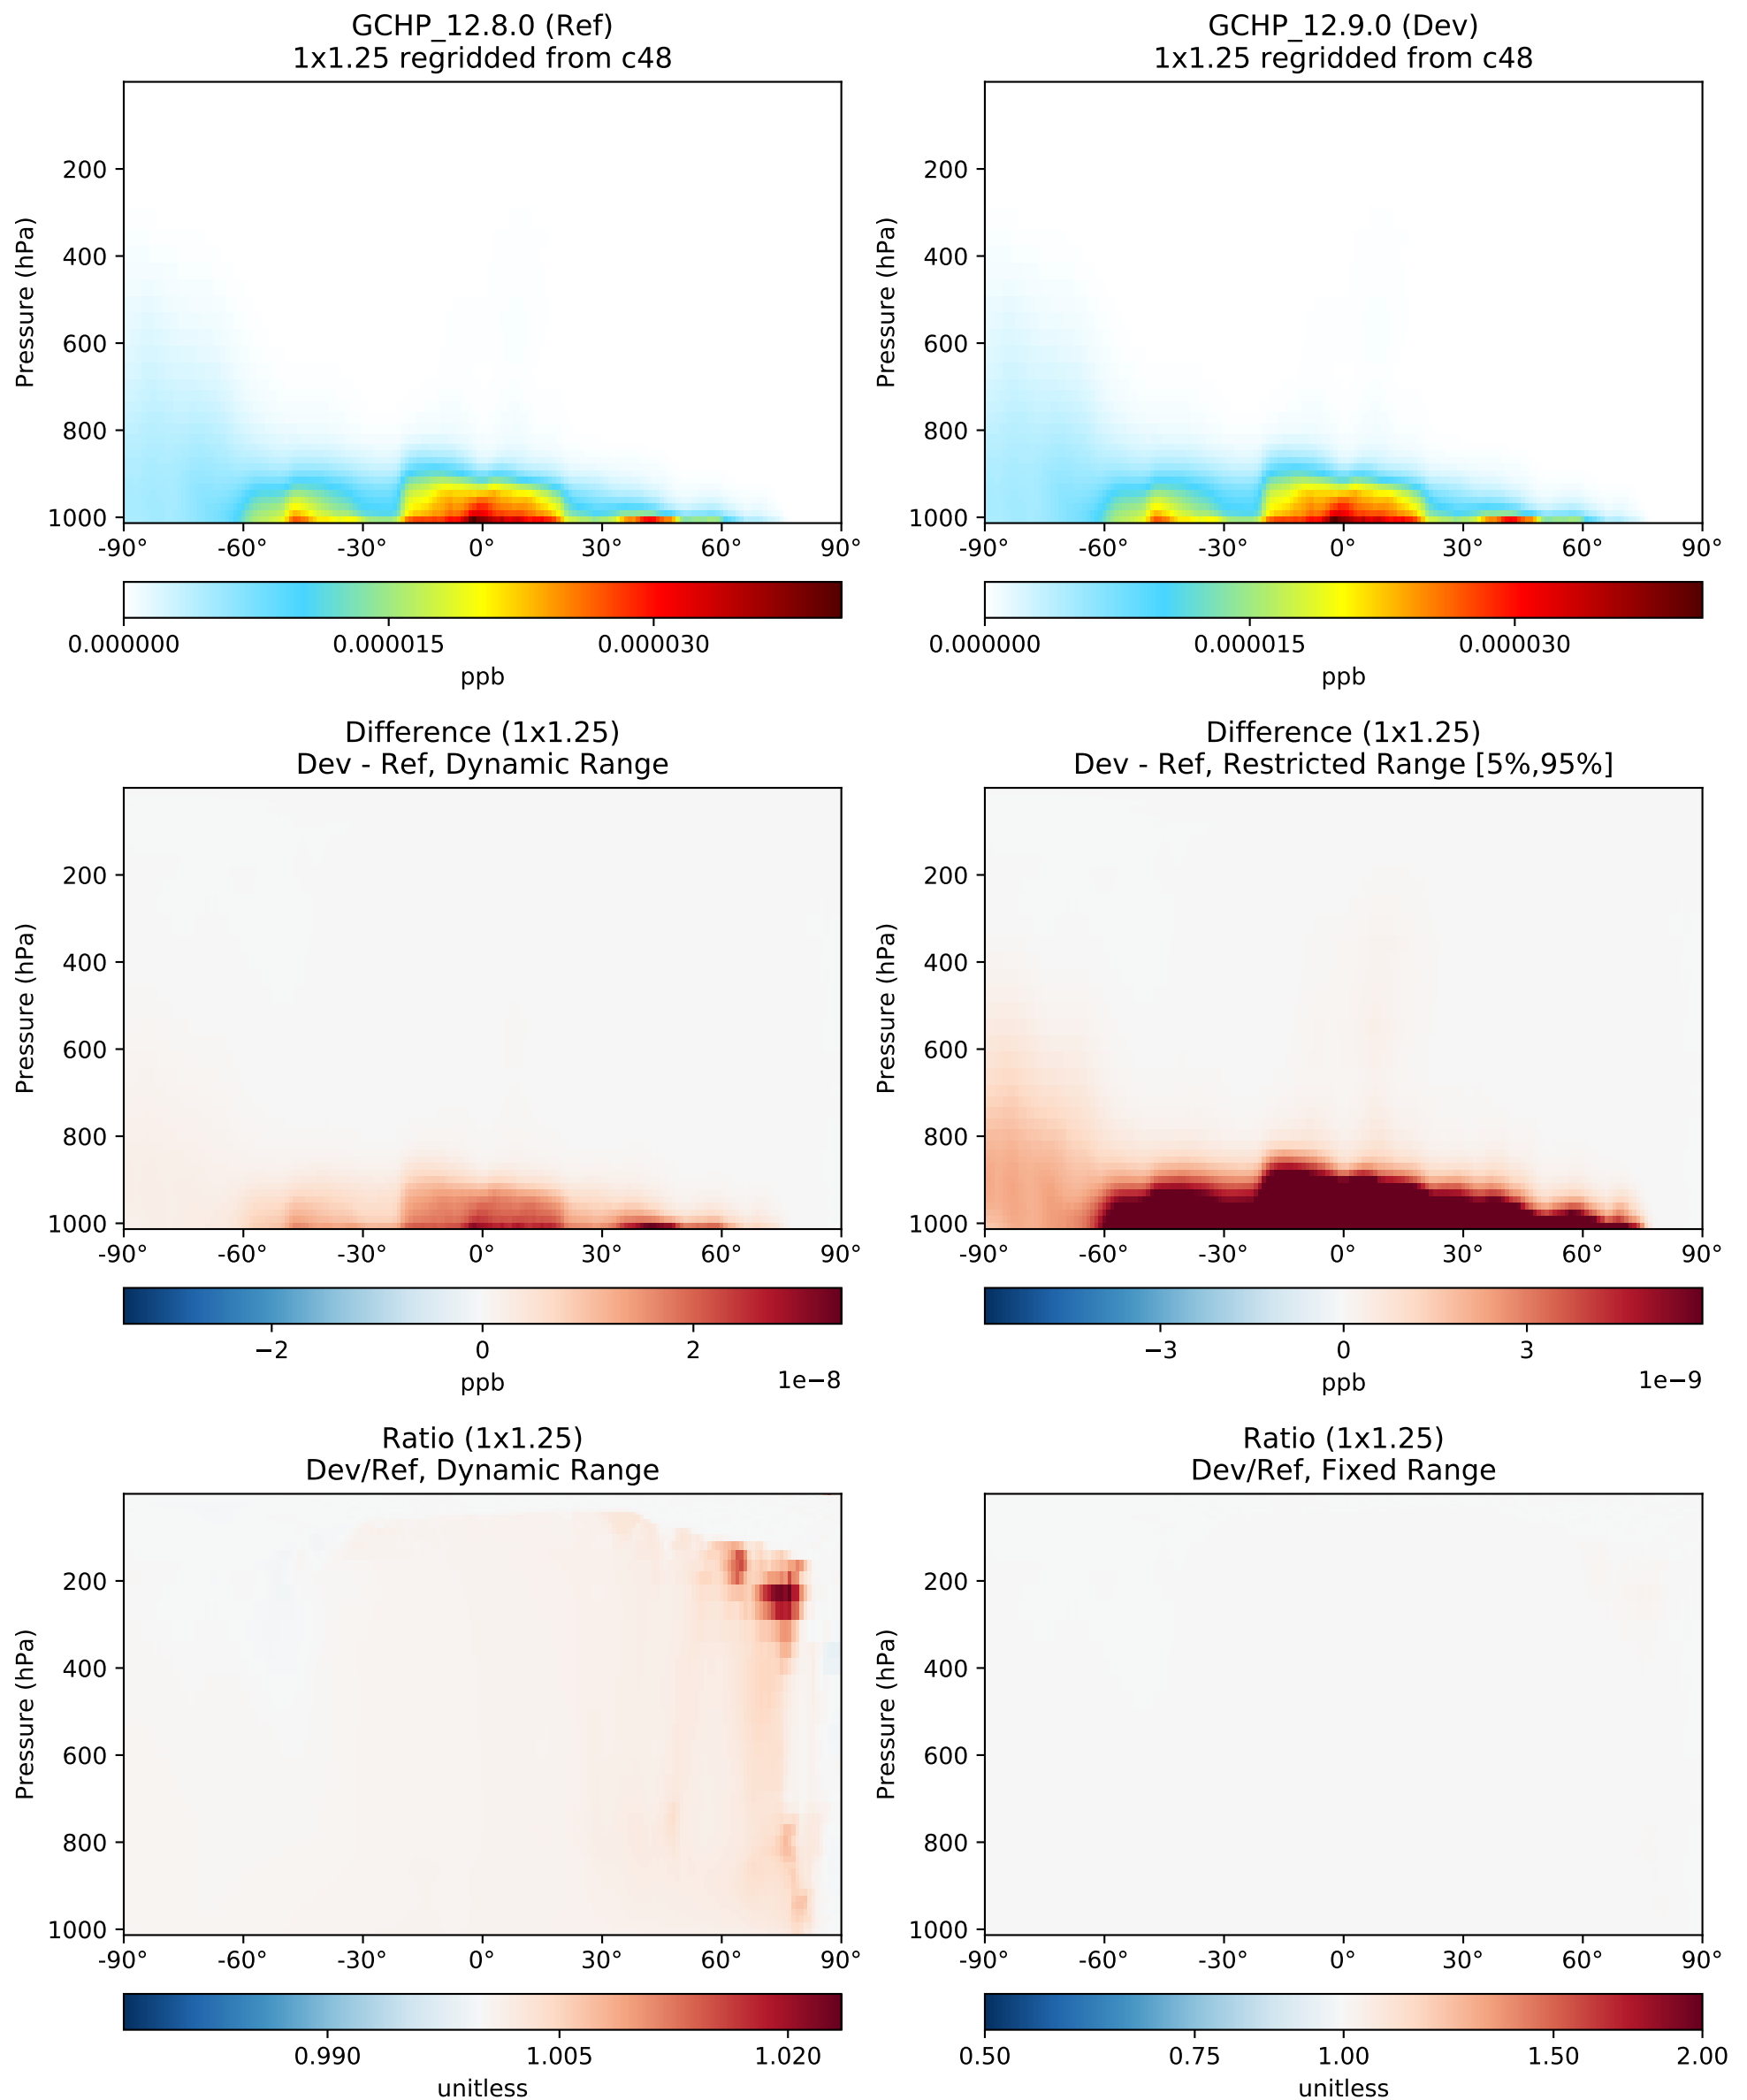 GCHP_12.8.0 (Ref)
1x1.25 regridded from c48
GCHP_12.9.0 (Dev)
1x1.25 regridded from c48
Pressure (hPa)
200
400
600
800
1000
-90° -60° -30° 0° 30° 60° 90°
0.000000 0.000015 0.000030
ppb
Pressure (hPa)
200
400
600
800
1000
-90° -60° -30° 0° 30° 60° 90°
0.000000 0.000015 0.000030
ppb
Difference (1x1.25)
Dev - Ref, Dynamic Range
Difference (1x1.25)
Dev - Ref, Restricted Range [5%,95%]
Pressure (hPa)
200
400
600
800
1000
-90° -60° -30° 0° 30° 60° 90°
−2 0 2
ppb
1e−8
Pressure (hPa)
200
400
600
800
1000
-90° -60° -30° 0° 30° 60° 90°
−3 0 3
ppb
1e−9
Ratio (1x1.25)
Dev/Ref, Dynamic Range
Ratio (1x1.25)
Dev/Ref, Fixed Range
Pressure (hPa)
200
400
600
800
1000
-90° -60° -30° 0° 30° 60° 90°
0.990 1.005 1.020
unitless
Pressure (hPa)
200
400
600
800
1000
-90° -60° -30° 0° 30° 60° 90°
0.50 0.75 1.00 1.50 2.00
unitless